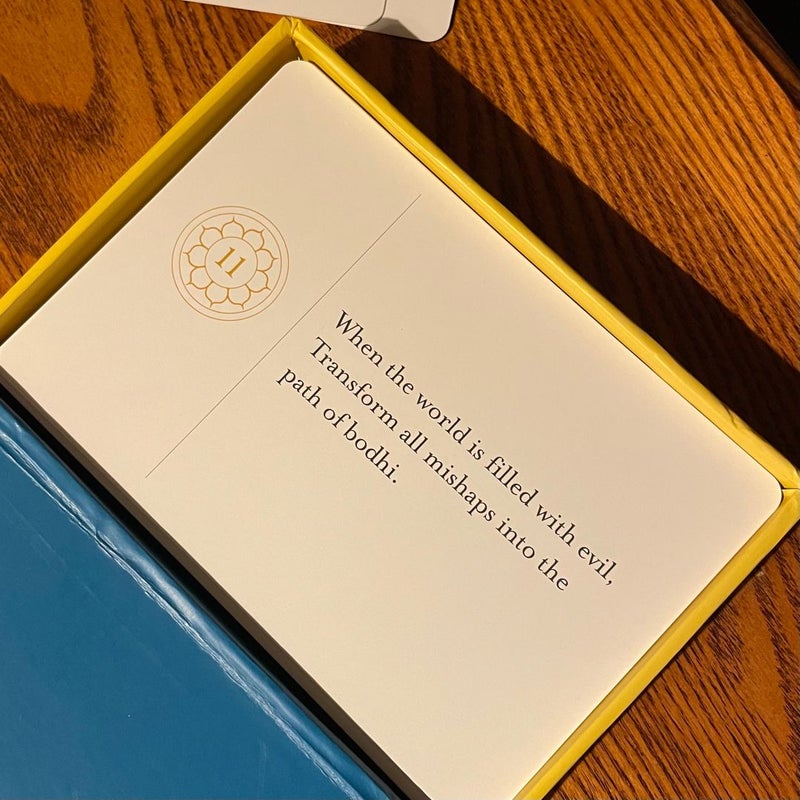 11
When the world is filled with evil,
Transform all mishaps into the
path of bodhi.